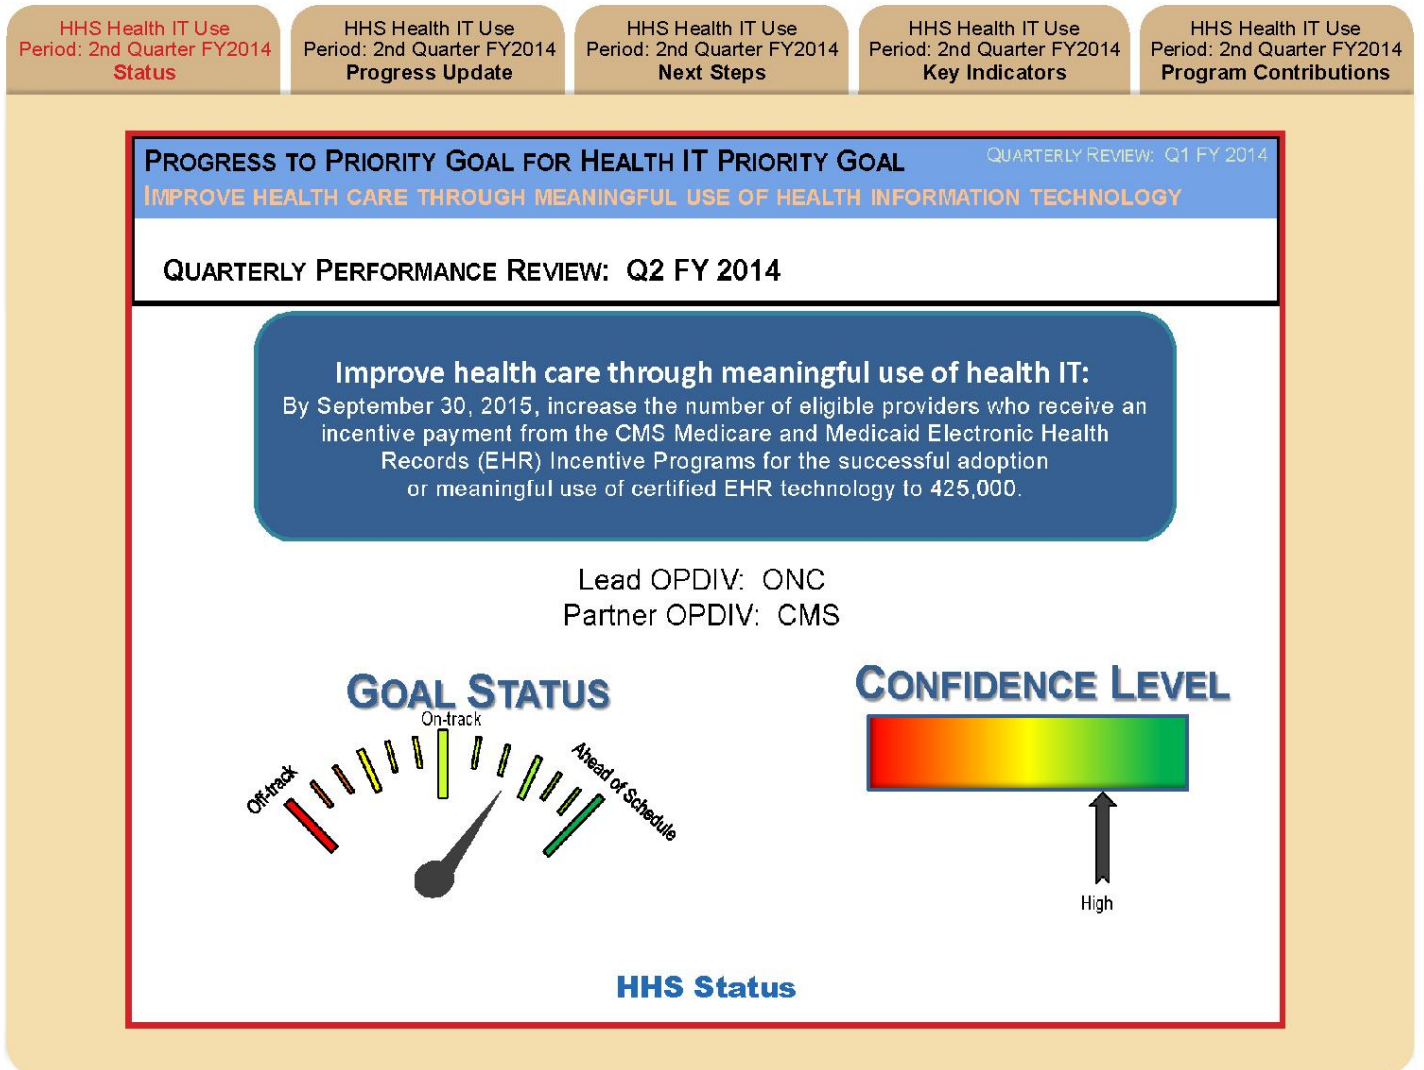 HHS Health IT Use
Period: 2nd Quarter FY2014
Status
HHS Health IT Use
Period: 2nd Quarter FY2014
Progress Update
HHS Health IT Use
Period: 2nd Quarter FY2014
Next Steps
HHS Health IT Use
Period: 2nd Quarter FY2014
Key Indicators
HHS Health IT Use
Period: 2nd Quarter FY2014
Program Contributions
PROGRESS TO PRIORITY GOAL FOR HEALTH IT PRIORITY GOAL
QUARTERLY REVIEW: Q1 FY 2014
IMPROVE HEALTH CARE THROUGH MEANINGFUL USE OF HEALTH INFORMATION TECHNOLOGY
QUARTERLY PERFORMANCE REVIEW: Q2 FY 2014
Improve health care through meaningful use of health IT:
By September 30, 2015, increase the number of eligible providers who receive an
incentive payment from the CMS Medicare and Medicaid Electronic Health
Records (EHR) Incentive Programs for the successful adoption
or meaningful use of certified EHR technology to 425,000.
Lead OPDIV: ONC
Partner OPDIV: CMS
GOAL STATUS
On-track
Off-track
Ahead of Schedule
CONFIDENCE LEVEL
High
HHS Status